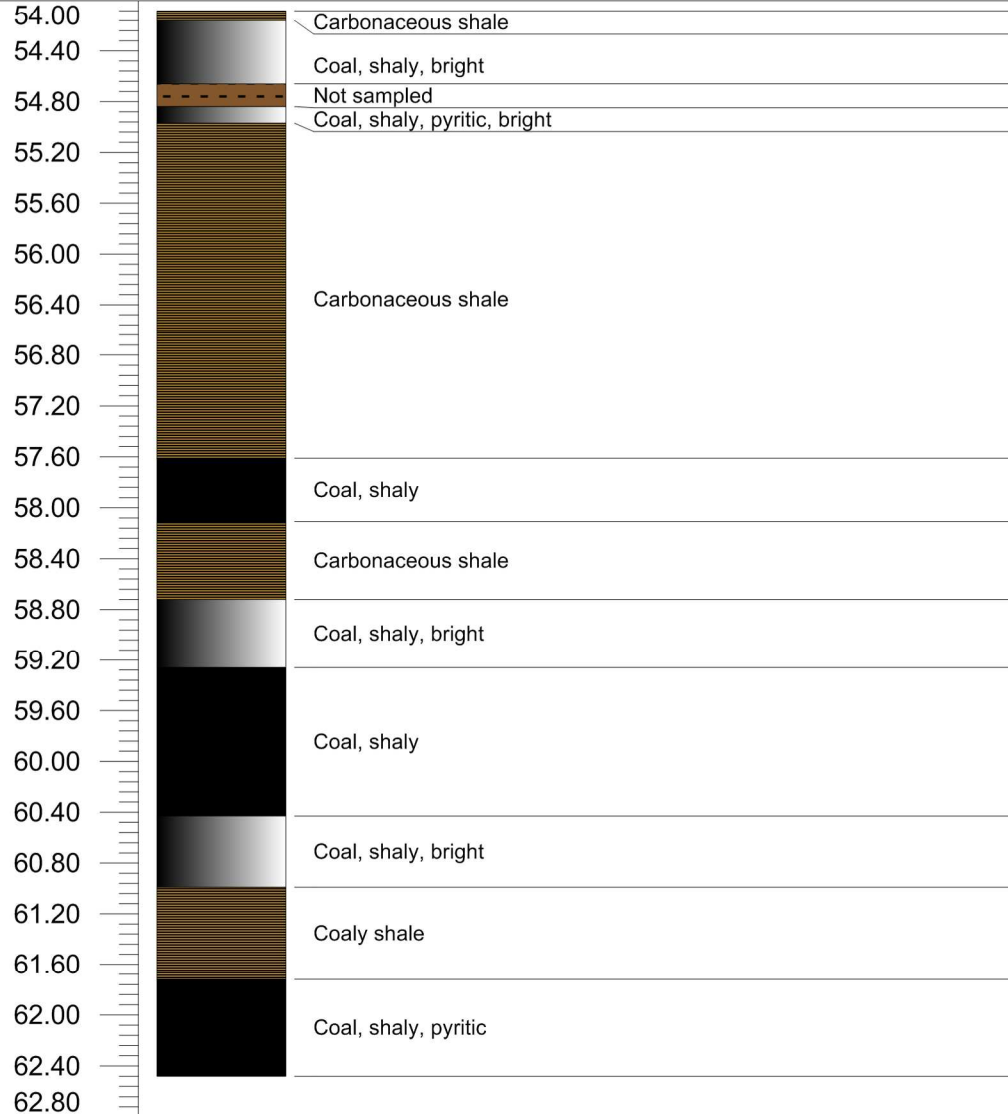 54.00
Carbonaceous shale
54.40
Coal, shaly, bright
54.80
Not sampled
Coal, shaly, pyritic, bright
55.20
55.60
56.00
56.40
Carbonaceous shale
56.80
57.20
57.60
Coal, shaly
58.00
58.40
Carbonaceous shale
58.80
Coal, shaly, bright
59.20
59.60
Coal, shaly
60.00
60.40
Coal, shaly, bright
60.80
61.20
Coaly shale
61.60
62.00
Coal, shaly, pyritic
62.40
62.80